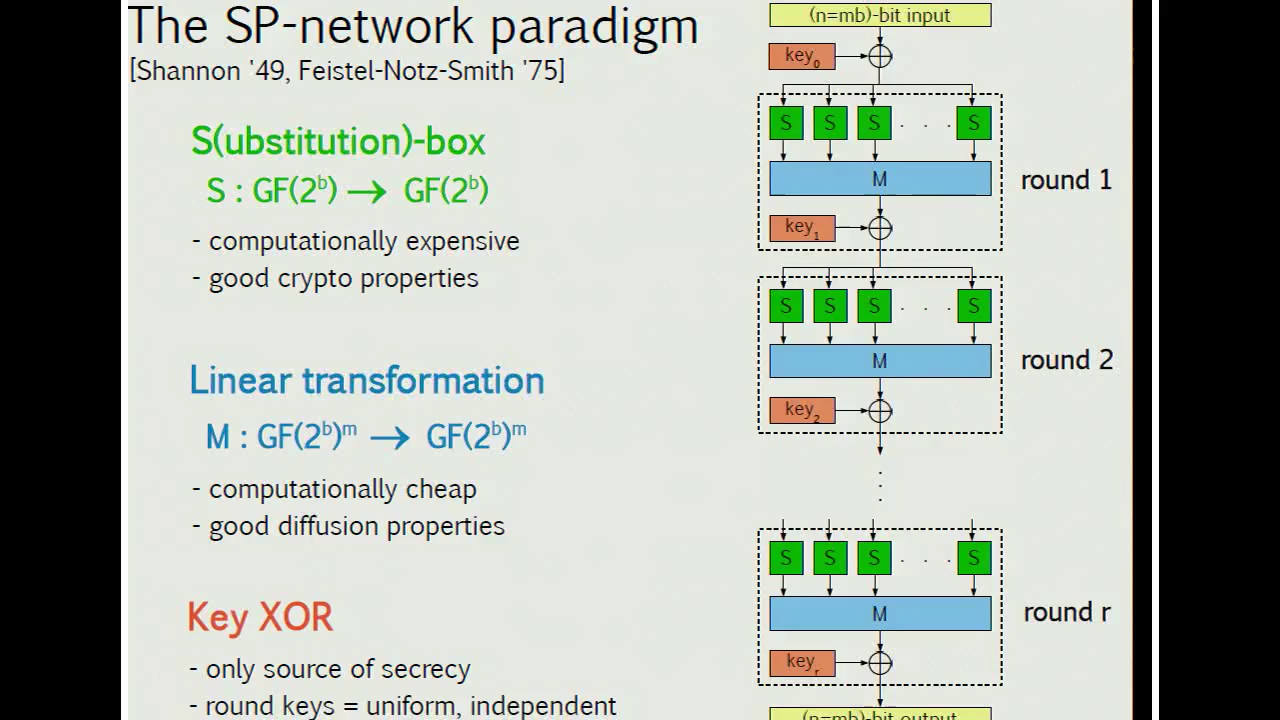 The SP-network paradigm
[Shannon '49, Feistel-Notz-Smith '75]
S(ubstitution)-box
S : GF(2ᵇ) → GF(2ᵇ)
- computationally expensive
- good crypto properties
Linear transformation
M : GF(2ᵇ)ᵐ → GF(2ᵇ)ᵐ
- computationally cheap
- good diffusion properties
Key XOR
- only source of secrecy
- round keys = uniform, independent
(n=mb)-bit input
key₀
S S S . . . S
M
key₁
round 1
S S S . . . S
M
key₂
round 2
S S S . . . S
M
keyᵣ
round r
(n=mb)-bit output